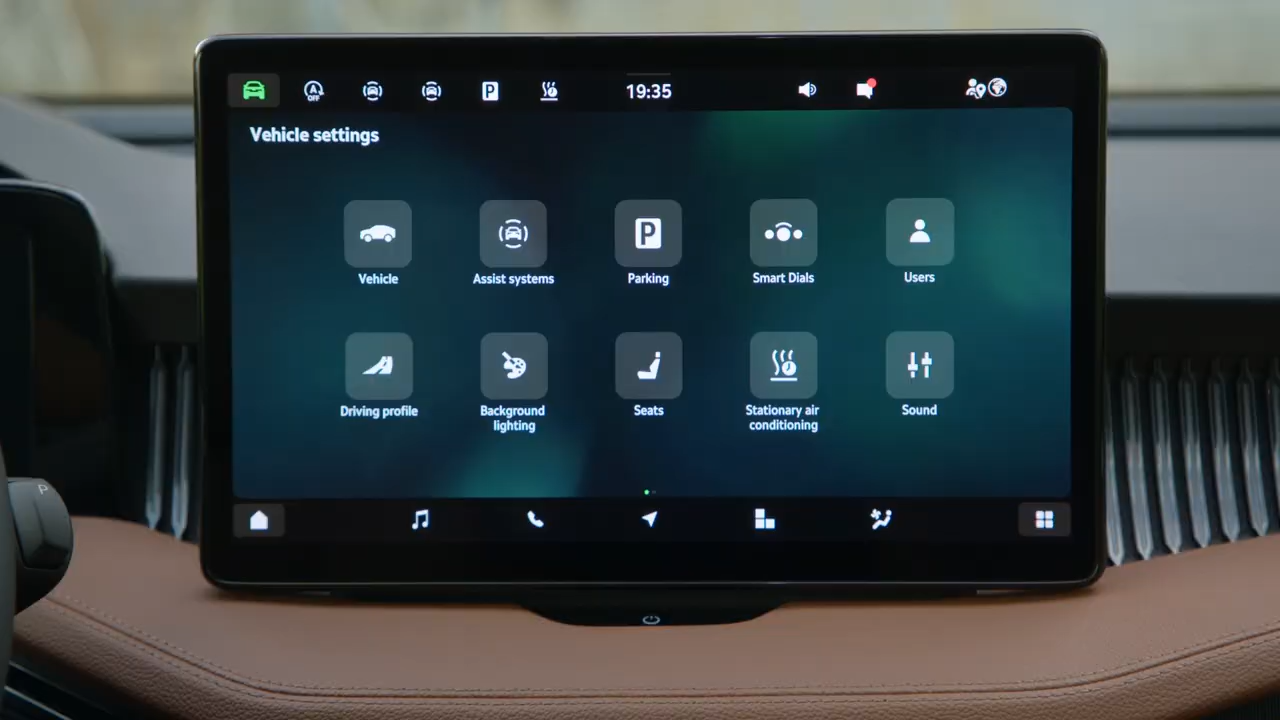 A
OFF
P
19:35
Vehicle settings
P
Vehicle
Assist systems
Parking
Smart Dials
Users
Driving profile
Background
lighting
Seats
Stationary air
conditioning
Sound
P